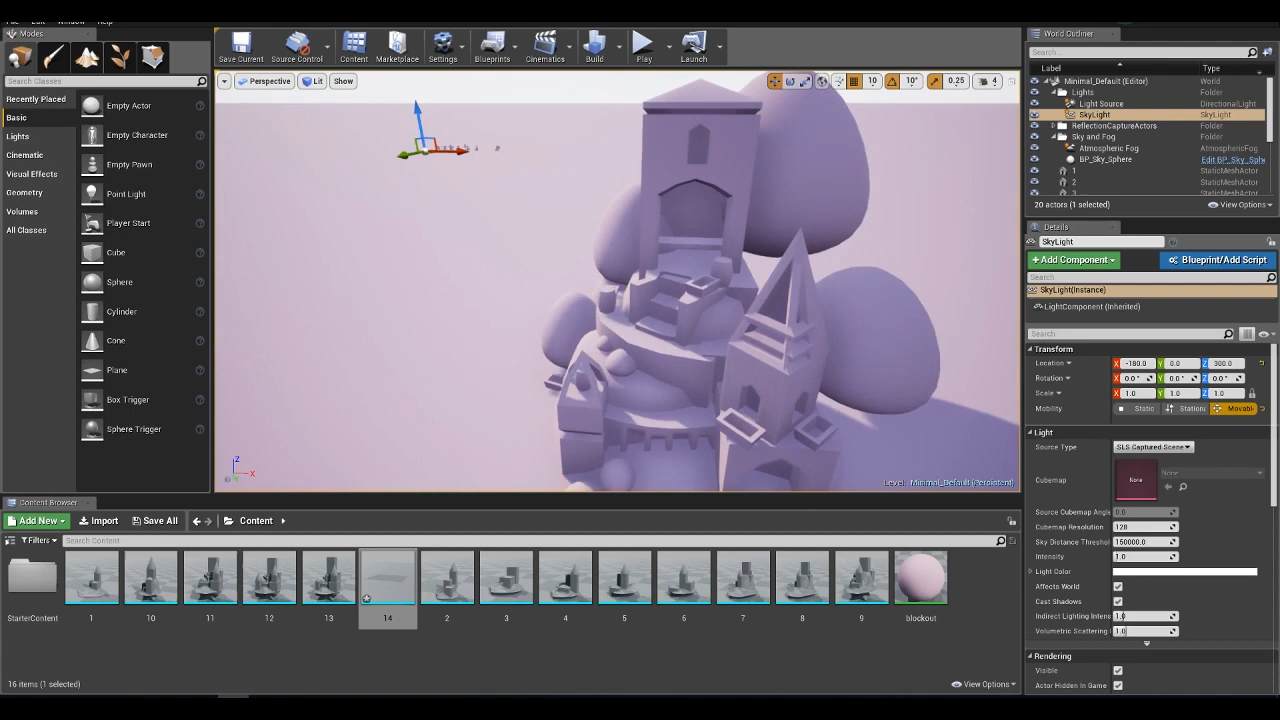 File Edit Window Help
Modes
Save Current
Source Control
Content
Marketplace
Settings
Blueprints
Cinematics
Build
Play
Launch
Search Classes
Recently Placed
Basic
Lights
Cinematic
Visual Effects
Geometry
Volumes
All Classes
Empty Actor
Empty Character
Empty Pawn
Point Light
Player Start
Cube
Sphere
Cylinder
Cone
Plane
Box Trigger
Sphere Trigger
Perspective
Lit
Show
10
10°
0.25
4
Z
X
Level: Minimal_Default (Persistent)
World Outliner
Search...
Label Type
Minimal_Default (Editor) World
Lights Folder
Light Source DirectionalLight
SkyLight SkyLight
ReflectionCaptureActors Folder
Sky and Fog Folder
Atmospheric Fog AtmosphericFog
BP_Sky_Sphere Edit BP_Sky_Sphe
1 StaticMeshActor
2 StaticMeshActor
20 actors (1 selected)
View Options
Details
SkyLight
+Add Component
Blueprint/Add Script
Search
SkyLight(Instance)
LightComponent (Inherited)
Search
Transform
Location X -180.0 Y 0.0 Z 300.0
Rotation X 0.0 ° Y 0.0 ° Z 0.0 °
Scale X 1.0 Y 1.0 Z 1.0
Mobility Static Station Movabl
Light
Source Type SLS Captured Scene
Cubemap None None
Source Cubemap Angle 0.0
Cubemap Resolution 128
Sky Distance Threshol 150000.0
Intensity 1.0
Light Color
Affects World
Cast Shadows
Indirect Lighting Intens 1.0
Volumetric Scattering I 1.0
Rendering
Visible
Actor Hidden In Game
Content Browser
Add New
Import
Save All
Content
Filters
Search Content
StarterContent
1
10
11
12
13
14
2
3
4
5
6
7
8
9
blockout
16 items (1 selected)
View Options